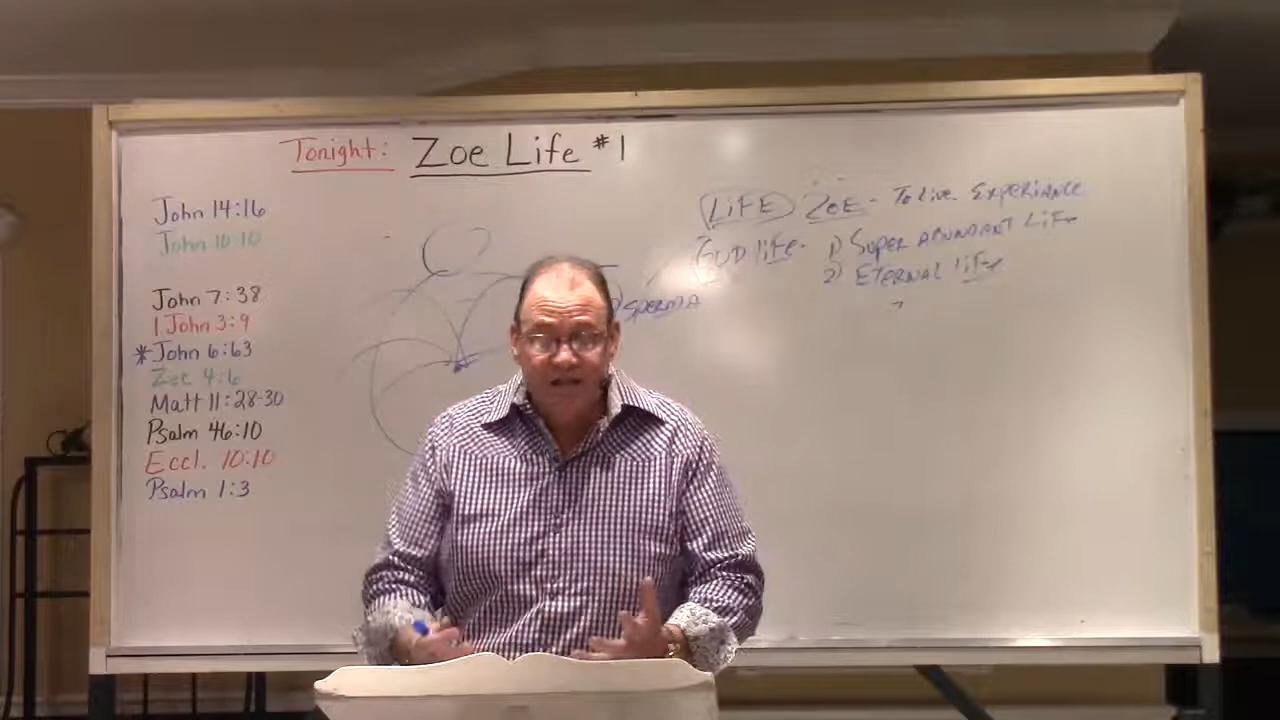 Tonight: Zoe Life #1
John 14:16
John 10:10
John 7:38
1 John 3:9
*John 6:63
Zec 4:6
Matt 11:28-30
Psalm 46:10
Eccl. 10:10
Psalm 1:3
SPERMA
LiFE ZOE - To Live EXPERIANCE
GOD life - 1) SUPER ABUNDANT LiFe
2) ETERNAL life